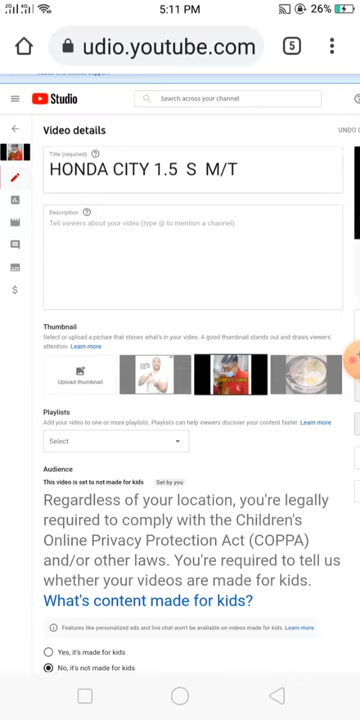 5:11 PM
26%
udio.youtube.com
5
Studio
Search across your channel
Video details
UNDO
Title (required)
HONDA CITY 1.5 S M/T
Description
Tell viewers about your video (type @ to mention a channel)
Thumbnail
Select or upload a picture that shows what's in your video. A good thumbnail stands out and draws viewers'
attention. Learn more
Upload thumbnail
Playlists
Add your video to one or more playlists. Playlists can help viewers discover your content faster. Learn more
Select
Audience
This video is set to not made for kids Set by you
Regardless of your location, you're legally
required to comply with the Children's
Online Privacy Protection Act (COPPA)
and/or other laws. You're required to tell us
whether your videos are made for kids.
What's content made for kids?
Features like personalized ads and live chat won't be available on videos made for kids. Learn more
Yes, it's made for kids
No, it's not made for kids